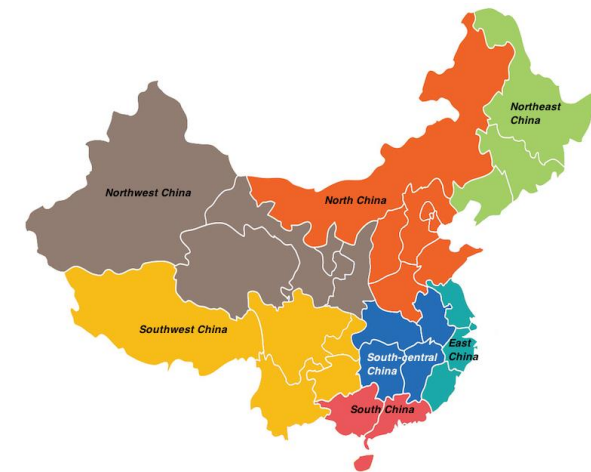 Northeast
China
Northwest China
North China
Southwest China
East
China
South-central
China
South China